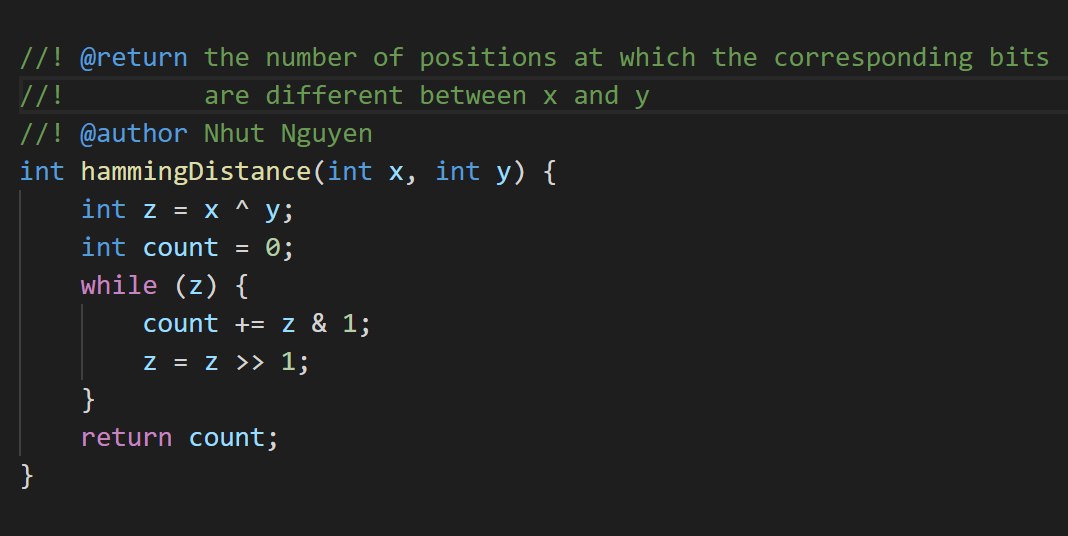 //! @return the number of positions at which the corresponding bits
//!         are different between x and y
//! @author Nhut Nguyen
int hammingDistance(int x, int y) {
    int z = x ^ y;
    int count = 0;
    while (z) {
        count += z & 1;
        z = z >> 1;
    }
    return count;
}